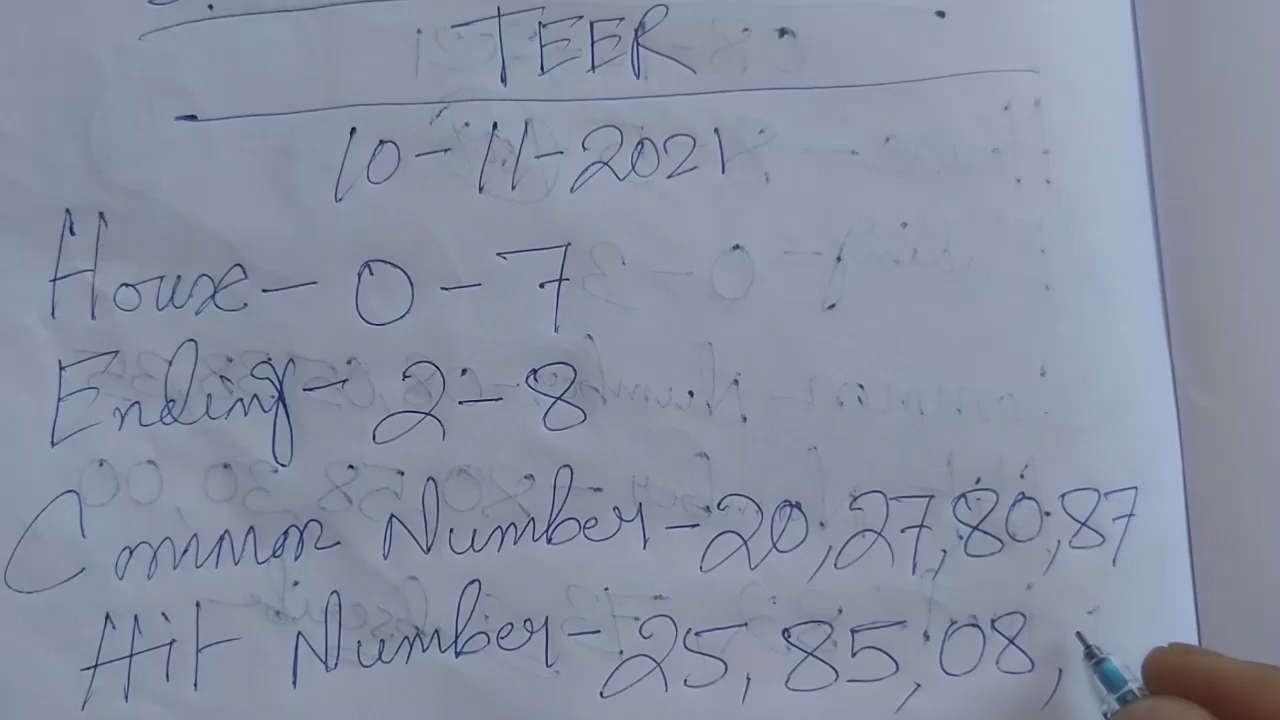 TEER
10-11-2021
House - 0 - 7
Ending - 2 - 8
Common Number - 20, 27, 80, 87
Hit Number - 25, 85, 08,